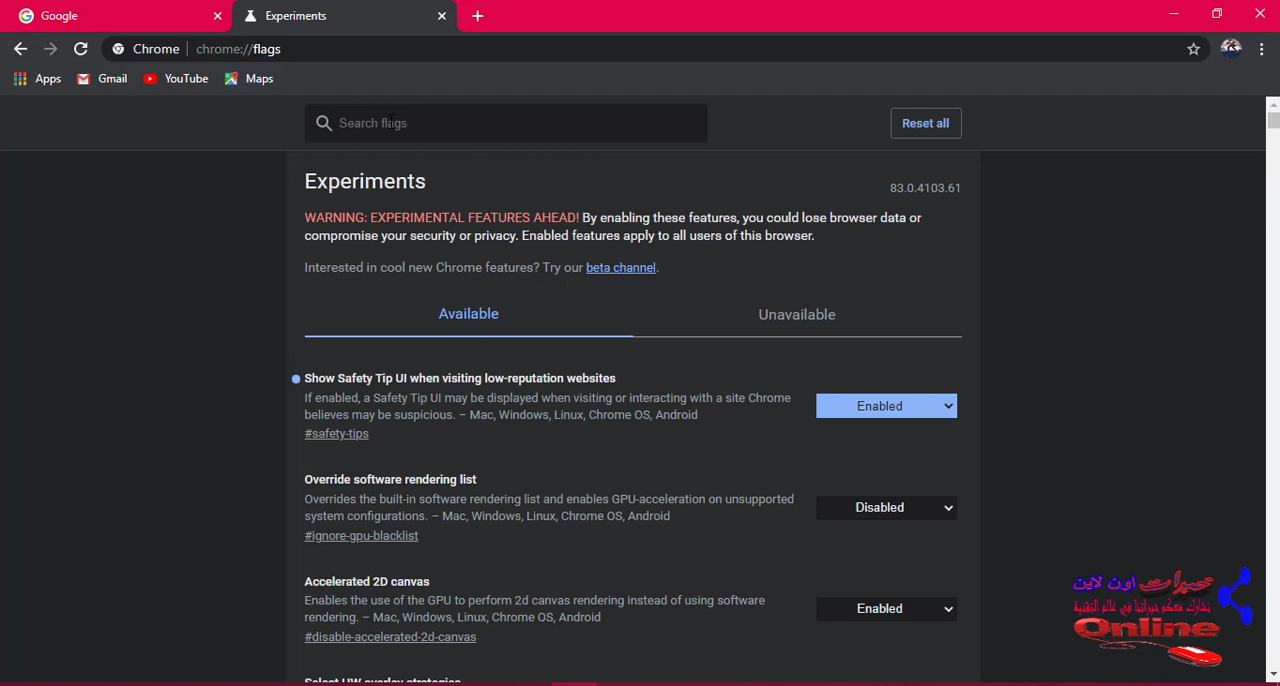 Google
Experiments
Chrome
chrome://flags
Apps
Gmail
YouTube
Maps
Search flags
Reset all
Experiments
83.0.4103.61
WARNING: EXPERIMENTAL FEATURES AHEAD! By enabling these features, you could lose browser data or
compromise your security or privacy. Enabled features apply to all users of this browser.
Interested in cool new Chrome features? Try our beta channel.
Available
Unavailable
Show Safety Tip UI when visiting low-reputation websites
If enabled, a Safety Tip UI may be displayed when visiting or interacting with a site Chrome
believes may be suspicious. – Mac, Windows, Linux, Chrome OS, Android
#safety-tips
Enabled
Override software rendering list
Overrides the built-in software rendering list and enables GPU-acceleration on unsupported
system configurations. – Mac, Windows, Linux, Chrome OS, Android
#ignore-gpu-blacklist
Disabled
Accelerated 2D canvas
Enables the use of the GPU to perform 2d canvas rendering instead of using software
rendering. – Mac, Windows, Linux, Chrome OS, Android
#disable-accelerated-2d-canvas
Enabled
اون لاين
نشارك معكم خبراتنا في عالم التقنية
Online